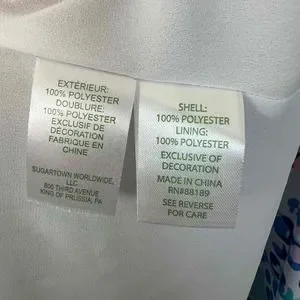 EXTÉRIEUR:
100% POLYESTER
DOUBLURE:
100% POLYESTER
EXCLUSIF DE
DÉCORATION
FABRIQUE EN
CHINE
SUGARTOWN WORLDWIDE,
LLC
800 THIRD AVENUE
KING OF PRUSSIA, PA
SHELL:
100% POLYESTER
LINING:
100% POLYESTER
EXCLUSIVE OF
DECORATION
MADE IN CHINA
RN#88189
SEE REVERSE
FOR CARE